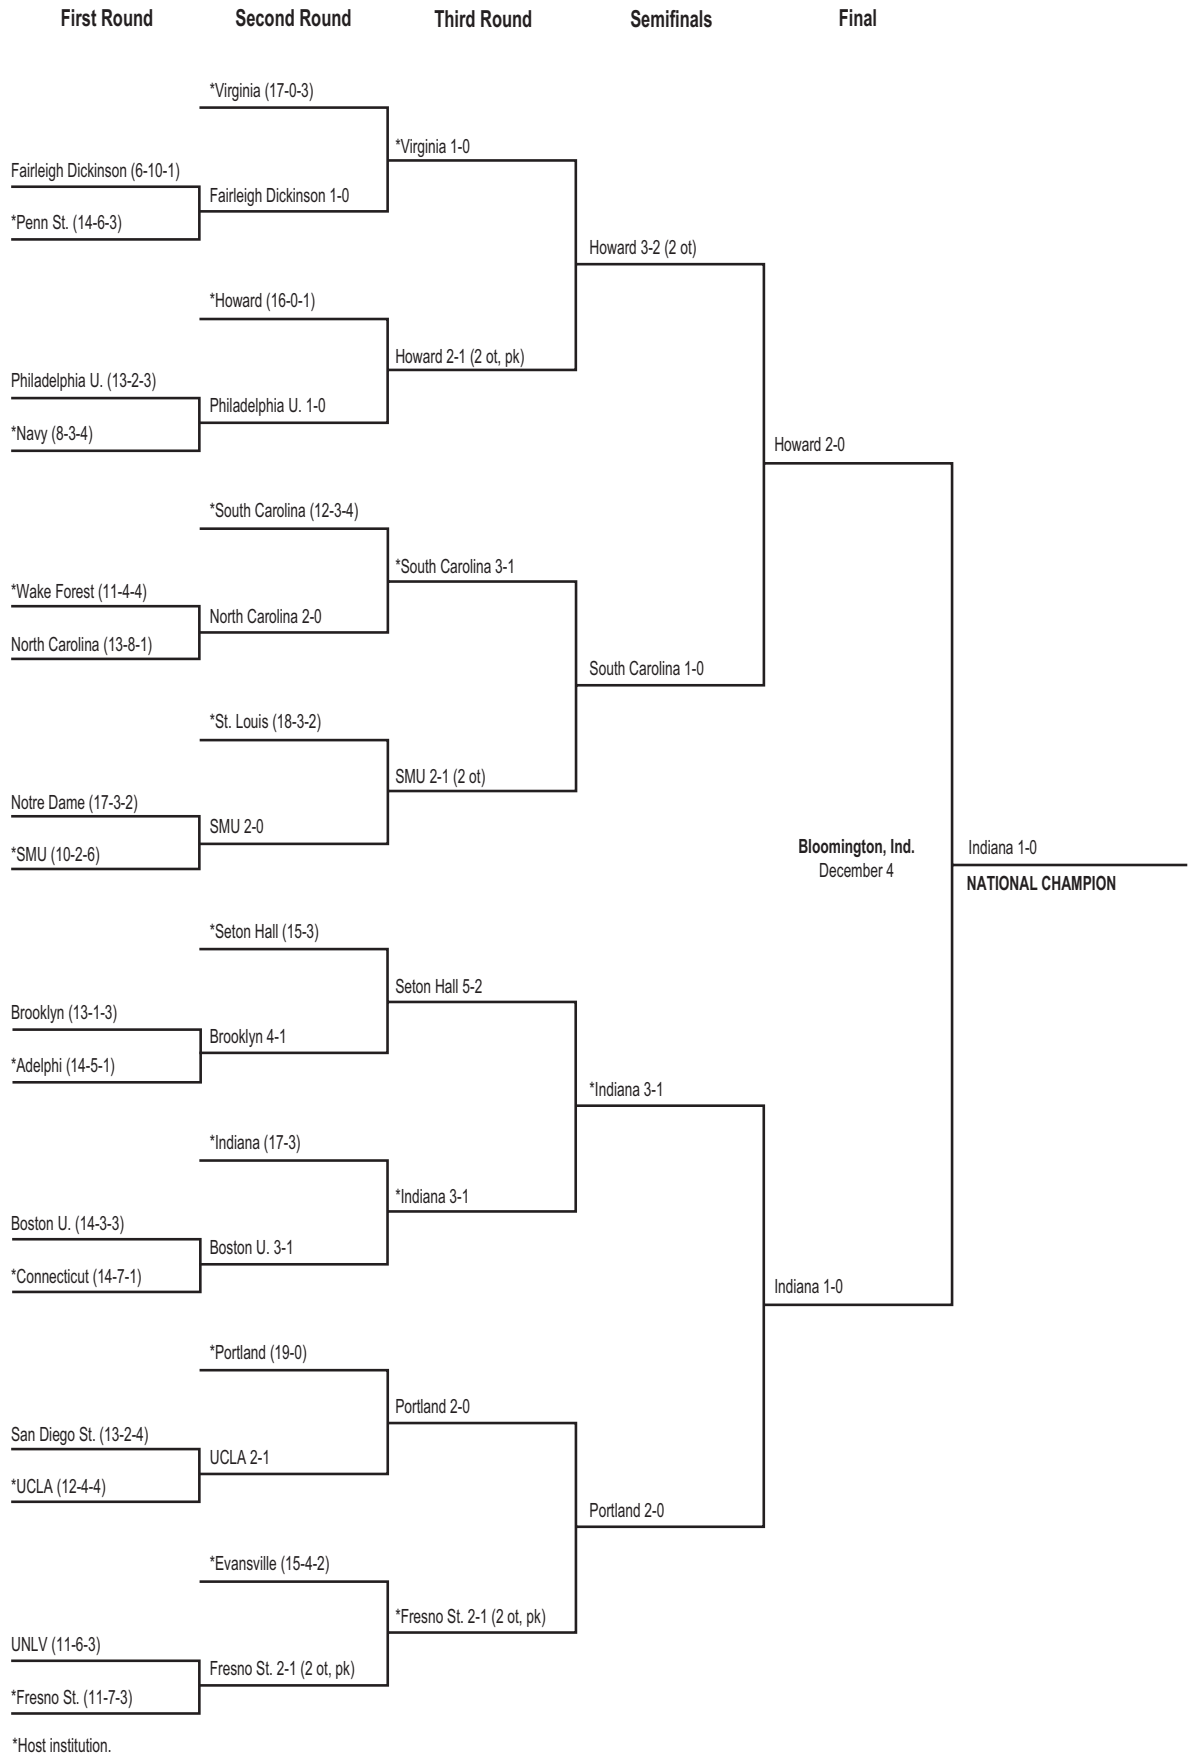 First Round
Second Round
Third Round
Semifinals
Final
*Virginia (17-0-3)
*Virginia 1-0
Fairleigh Dickinson (6-10-1)
Fairleigh Dickinson 1-0
*Penn St. (14-6-3)
Howard 3-2 (2 ot)
*Howard (16-0-1)
Howard 2-1 (2 ot, pk)
Philadelphia U. (13-2-3)
Philadelphia U. 1-0
*Navy (8-3-4)
Howard 2-0
*South Carolina (12-3-4)
*South Carolina 3-1
*Wake Forest (11-4-4)
North Carolina 2-0
North Carolina (13-8-1)
South Carolina 1-0
*St. Louis (18-3-2)
SMU 2-1 (2 ot)
Notre Dame (17-3-2)
SMU 2-0
*SMU (10-2-6)
Bloomington, Ind.
December 4
Indiana 1-0
NATIONAL CHAMPION
*Seton Hall (15-3)
Seton Hall 5-2
Brooklyn (13-1-3)
Brooklyn 4-1
*Adelphi (14-5-1)
*Indiana 3-1
*Indiana (17-3)
*Indiana 3-1
Boston U. (14-3-3)
Boston U. 3-1
*Connecticut (14-7-1)
Indiana 1-0
*Portland (19-0)
Portland 2-0
San Diego St. (13-2-4)
UCLA 2-1
*UCLA (12-4-4)
Portland 2-0
*Evansville (15-4-2)
*Fresno St. 2-1 (2 ot, pk)
UNLV (11-6-3)
Fresno St. 2-1 (2 ot, pk)
*Fresno St. (11-7-3)
*Host institution.